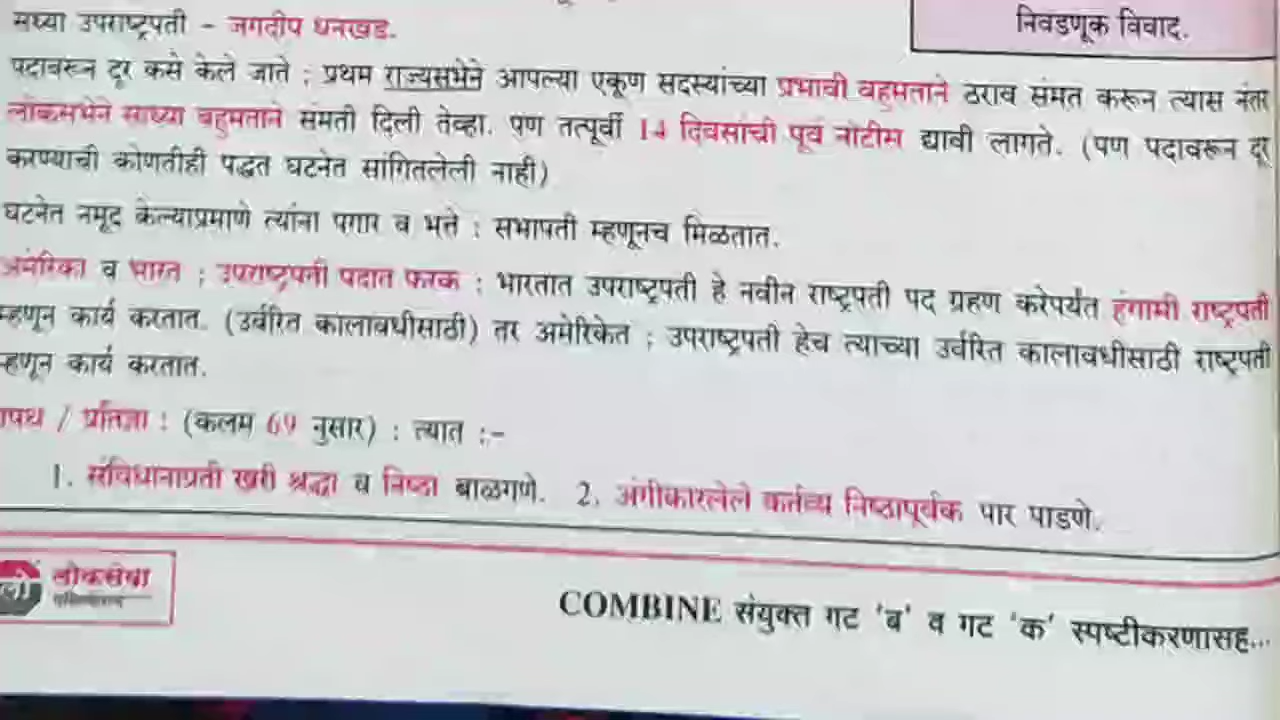 सध्या उपराष्ट्रपती - जगदीप धनखड.
निवडणूक विवाद.
पदावरून दूर कसे केले जाते : प्रथम राज्यसभेने आपल्या एकूण सदस्यांच्या प्रभावी बहुमताने ठराव संमत करून त्यास नंतर
लोकसभेने साध्या बहुमताने संमती दिली तेव्हा. पण तत्पूर्वी 14 दिवसांची पूर्व नोटीस द्यावी लागते. (पण पदावरून दूर
करण्याची कोणतीही पद्धत घटनेत सांगितलेली नाही)
घटनेत नमूद केल्याप्रमाणे त्यांना पगार व भत्ते : सभापती म्हणूनच मिळतात.
अमेरिका व भारत : उपराष्ट्रपती पदात फरक : भारतात उपराष्ट्रपती हे नवीन राष्ट्रपती पद ग्रहण करेपर्यंत हंगामी राष्ट्रपती
म्हणून कार्य करतात. (उर्वरित कालावधीसाठी) तर अमेरिकेत : उपराष्ट्रपती हेच त्याच्या उर्वरित कालावधीसाठी राष्ट्रपती
म्हणून कार्य करतात.
शपथ / प्रतिज्ञा : (कलम 69 नुसार) : त्यात :-
1. संविधानाप्रती खरी श्रद्धा व निष्ठा बाळगणे. 2. अंगीकारलेले कर्तव्य निष्ठापूर्वक पार पाडणे.
लोकसेवा
COMBINE संयुक्त गट 'ब' व गट 'क' स्पष्टीकरणासह...